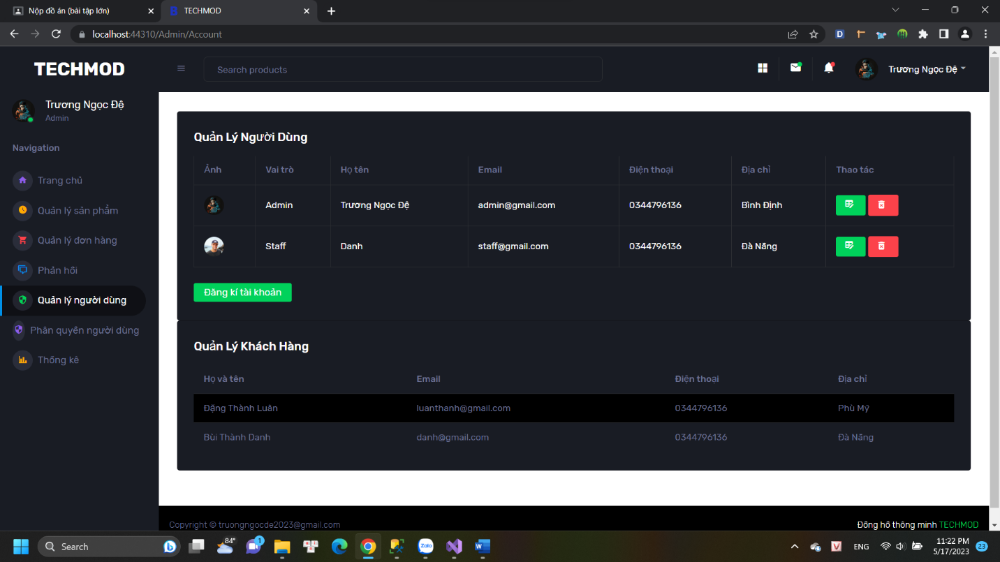 Nộp đồ án (bài tập lớn)
TECHMOD
localhost:44310/Admin/Account
TECHMOD
Search products
Trương Ngọc Đệ
Trương Ngọc Đệ
Admin
Navigation
Trang chủ
Quản lý sản phẩm
Quản lý đơn hàng
Phản hồi
Quản lý người dùng
Phân quyền người dùng
Thống kê
Quản Lý Người Dùng
Ảnh Vai trò Họ tên Email Điện thoại Địa chỉ Thao tác
Admin Trương Ngọc Đệ admin@gmail.com 0344796136 Bình Định
Staff Danh staff@gmail.com 0344796136 Đà Nẵng
Đăng kí tài khoản
Quản Lý Khách Hàng
Họ và tên Email Điện thoại Địa chỉ
Đặng Thành Luân luanthanh@gmail.com 0344796136 Phù Mỹ
Bùi Thành Danh danh@gmail.com 0344796136 Đà Nẵng
Copyright © truongngocde2023@gmail.com
Đồng hồ thông minh TECHMOD
Search
84°
1
Zalo
V
ENG
11:22 PM
5/17/2023
23